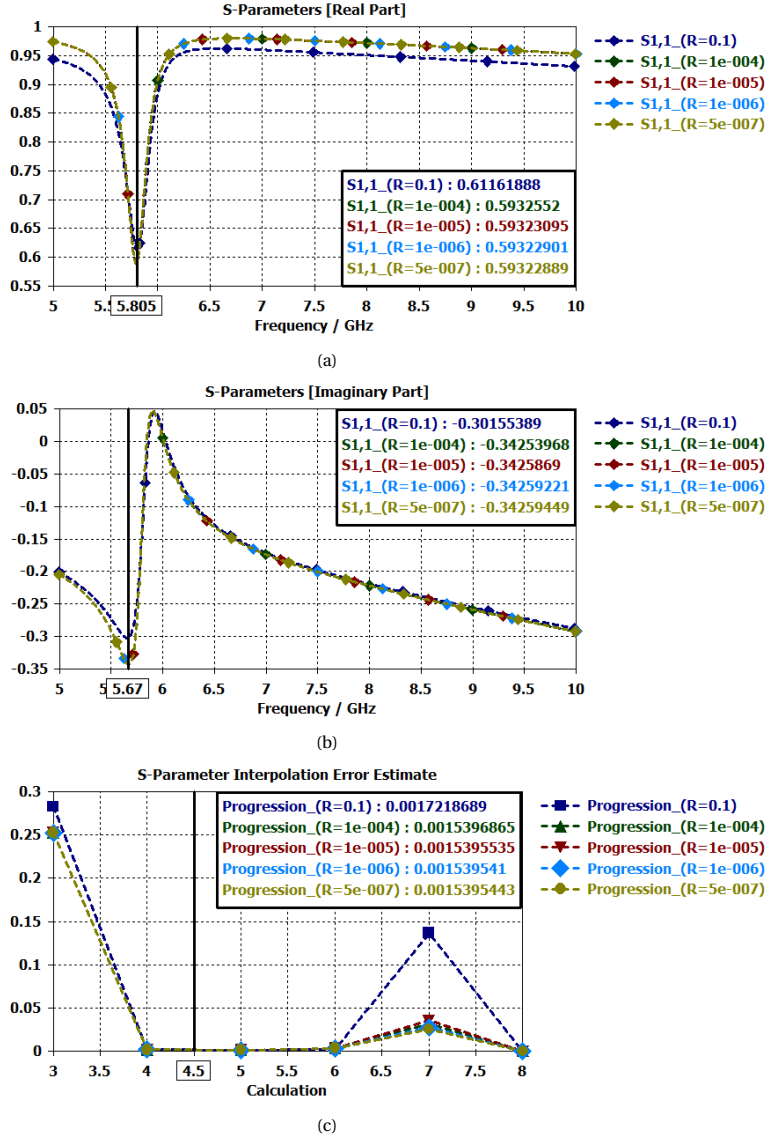 S-Parameters [Real Part]
1
0.95
0.9
0.85
0.8
0.75
0.7
0.65
0.6
0.55
S1,1_(R=0.1) : 0.61161888
S1,1_(R=1e-004) : 0.5932552
S1,1_(R=1e-005) : 0.59323095
S1,1_(R=1e-006) : 0.59322901
S1,1_(R=5e-007) : 0.59322889
S1,1_(R=0.1)
S1,1_(R=1e-004)
S1,1_(R=1e-005)
S1,1_(R=1e-006)
S1,1_(R=5e-007)
5 5.805 6 6.5 7 7.5 8 8.5 9 9.5 10
Frequency / GHz
(a)
S-Parameters [Imaginary Part]
0.05
0
-0.05
-0.1
-0.15
-0.2
-0.25
-0.3
-0.35
S1,1_(R=0.1) : -0.30155389
S1,1_(R=1e-004) : -0.34253968
S1,1_(R=1e-005) : -0.3425869
S1,1_(R=1e-006) : -0.34259221
S1,1_(R=5e-007) : -0.34259449
S1,1_(R=0.1)
S1,1_(R=1e-004)
S1,1_(R=1e-005)
S1,1_(R=1e-006)
S1,1_(R=5e-007)
5 5.67 6 6.5 7 7.5 8 8.5 9 9.5 10
Frequency / GHz
(b)
S-Parameter Interpolation Error Estimate
0.3
0.25
0.2
0.15
0.1
0.05
0
Progression_(R=0.1) : 0.0017218689
Progression_(R=1e-004) : 0.0015396865
Progression_(R=1e-005) : 0.0015395535
Progression_(R=1e-006) : 0.001539541
Progression_(R=5e-007) : 0.0015395443
Progression_(R=0.1)
Progression_(R=1e-004)
Progression_(R=1e-005)
Progression_(R=1e-006)
Progression_(R=5e-007)
3 3.5 4 4.5 5 5.5 6 6.5 7 7.5 8
Calculation
(c)